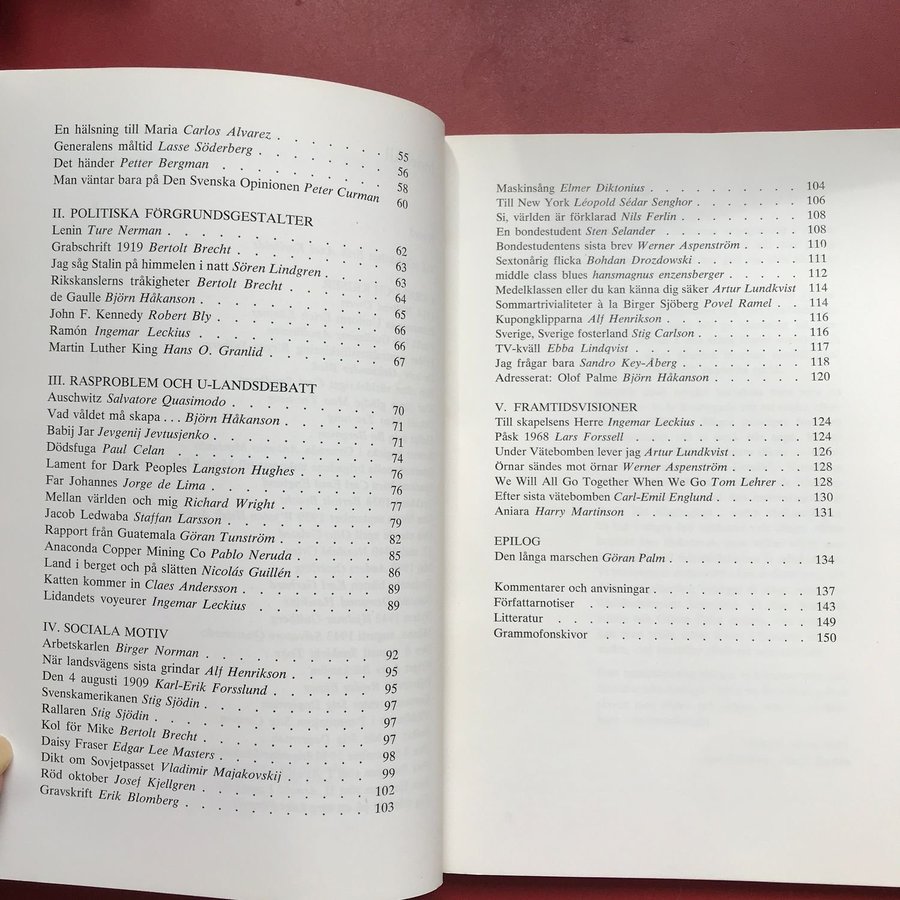 En hälsning till Maria Carlos Alvarez . . . . . . . 55
Generalens måltid Lasse Söderberg . . . . . . . . 56
Det händer Petter Bergman . . . . . . . . . . 58
Man väntar bara på Den Svenska Opinionen Peter Curman 60
II. POLITISKA FÖRGRUNDSGESTALTER
Lenin Ture Nerman . . . . . . . . . . . . 62
Grabschrift 1919 Bertolt Brecht . . . . . . . . . 63
Jag såg Stalin på himmelen i natt Sören Lindgren . . . . 63
Rikskanslerns tråkigheter Bertolt Brecht . . . . . . 64
de Gaulle Björn Håkanson . . . . . . . . . . 65
John F. Kennedy Robert Bly . . . . . . . . . . 66
Ramón Ingemar Leckius . . . . . . . . . . . 66
Martin Luther King Hans O. Granlid . . . . . . . 67
III. RASPROBLEM OCH U-LANDSDEBATT
Auschwitz Salvatore Quasimodo . . . . . . . . . 70
Vad våldet må skapa . . . Björn Håkanson . . . . . . 71
Babij Jar Jevgenij Jevtusjenko . . . . . . . . . . 71
Dödsfuga Paul Celan . . . . . . . . . . . . 74
Lament for Dark Peoples Langston Hughes . . . . . . 76
Far Johannes Jorge de Lima . . . . . . . . . . 76
Mellan världen och mig Richard Wright . . . . . . . 77
Jacob Ledwaba Staffan Larsson . . . . . . . . . 79
Rapport från Guatemala Göran Tunström . . . . . . 82
Anaconda Copper Mining Co Pablo Neruda . . . . . . 85
Land i berget och på slätten Nicolás Guillén . . . . . . 86
Katten kommer in Claes Andersson . . . . . . . . 89
Lidandets voyeurer Ingemar Leckius . . . . . . . . 89
IV. SOCIALA MOTIV
Arbetskarlen Birger Norman . . . . . . . . . . 92
När landsvägens sista grindar Alf Henrikson . . . . . . 95
Den 4 augusti 1909 Karl-Erik Forsslund . . . . . . . 95
Svenskamerikanen Stig Sjödin . . . . . . . . . . 97
Rallaren Stig Sjödin . . . . . . . . . . . . 97
Kol för Mike Bertolt Brecht . . . . . . . . . . 97
Daisy Fraser Edgar Lee Masters . . . . . . . . . 98
Dikt om Sovjetpasset Vladimir Majakovskij . . . . . . 99
Röd oktober Josef Kjellgren . . . . . . . . . . 102
Gravskrift Erik Blomberg . . . . . . . . . . . 103
Maskinsång Elmer Diktonius . . . . . . . . . . 104
Till New York Léopold Sédar Senghor . . . . . . . 106
Si, världen är förklarad Nils Ferlin . . . . . . . . 108
En bondestudent Sten Selander . . . . . . . . . 108
Bondestudentens sista brev Werner Aspenström . . . . . 110
Sextonårig flicka Bohdan Drozdowski . . . . . . . 111
middle class blues hansmagnus enzensberger . . . . . 112
Medelklassen eller du kan känna dig säker Artur Lundkvist 114
Sommartrivialiteter à la Birger Sjöberg Povel Ramel . . . 114
Kupongklipparna Alf Henrikson . . . . . . . . . 116
Sverige, Sverige fosterland Stig Carlson . . . . . . . 116
TV-kväll Ebba Lindqvist . . . . . . . . . . . 117
Jag frågar bara Sandro Key-Åberg . . . . . . . . 118
Adresserat: Olof Palme Björn Håkanson . . . . . . . 120
V. FRAMTIDSVISIONER
Till skapelsens Herre Ingemar Leckius . . . . . . . 124
Påsk 1968 Lars Forssell . . . . . . . . . . . 124
Under Vätebomben lever jag Artur Lundkvist . . . . . 126
Örnar sändes mot örnar Werner Aspenström . . . . . . 128
We Will All Go Together When We Go Tom Lehrer . . . 128
Efter sista vätebomben Carl-Emil Englund . . . . . . 130
Aniara Harry Martinson . . . . . . . . . . . 131
EPILOG
Den långa marschen Göran Palm . . . . . . . . . 134
Kommentarer och anvisningar . . . . . . . . . . 137
Författarnotiser . . . . . . . . . . . . . 143
Litteratur . . . . . . . . . . . . . . . 149
Grammofonskivor . . . . . . . . . . . . . 150